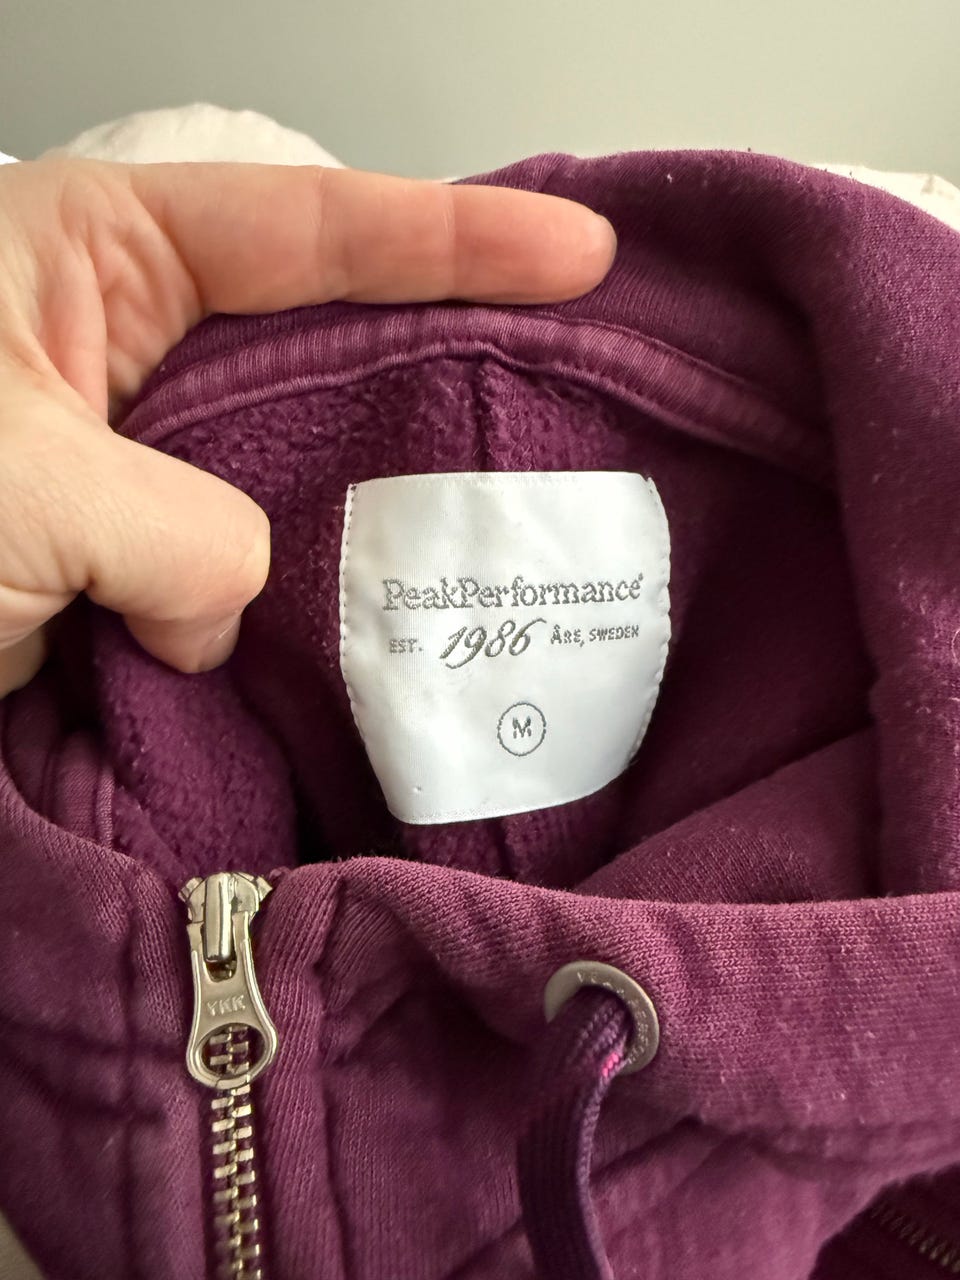 PeakPerformance
EST. 1986 ÅRE, SWEDEN
M
YKK